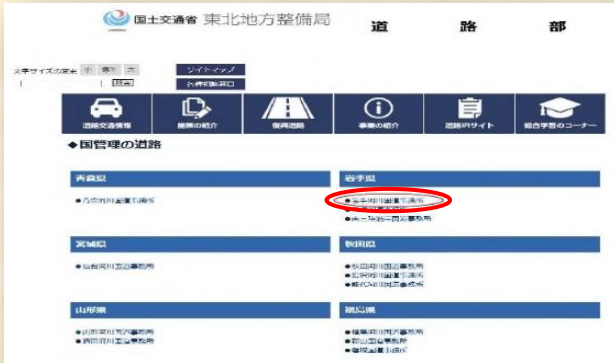 国土交通省 東北地方整備局
道 路 部
文字サイズの変更 小 標準 大
サイトマップ
検索
各種相談窓口
道路交通情報
施策の紹介
復興道路
事業の紹介
道路IRサイト
総合学習のコーナー
◆国管理の道路
青森県
岩手県
●青森河川国道事務所
●岩手河川国道事務所
●南三陸沿岸国道事務所
宮城県
秋田県
●仙台河川国道事務所
●秋田河川国道事務所
●湯沢河川国道事務所
●能代河川国道事務所
山形県
福島県
●山形河川国道事務所
●酒田河川国道事務所
●福島河川国道事務所
●郡山国道事務所
●磐城国道事務所